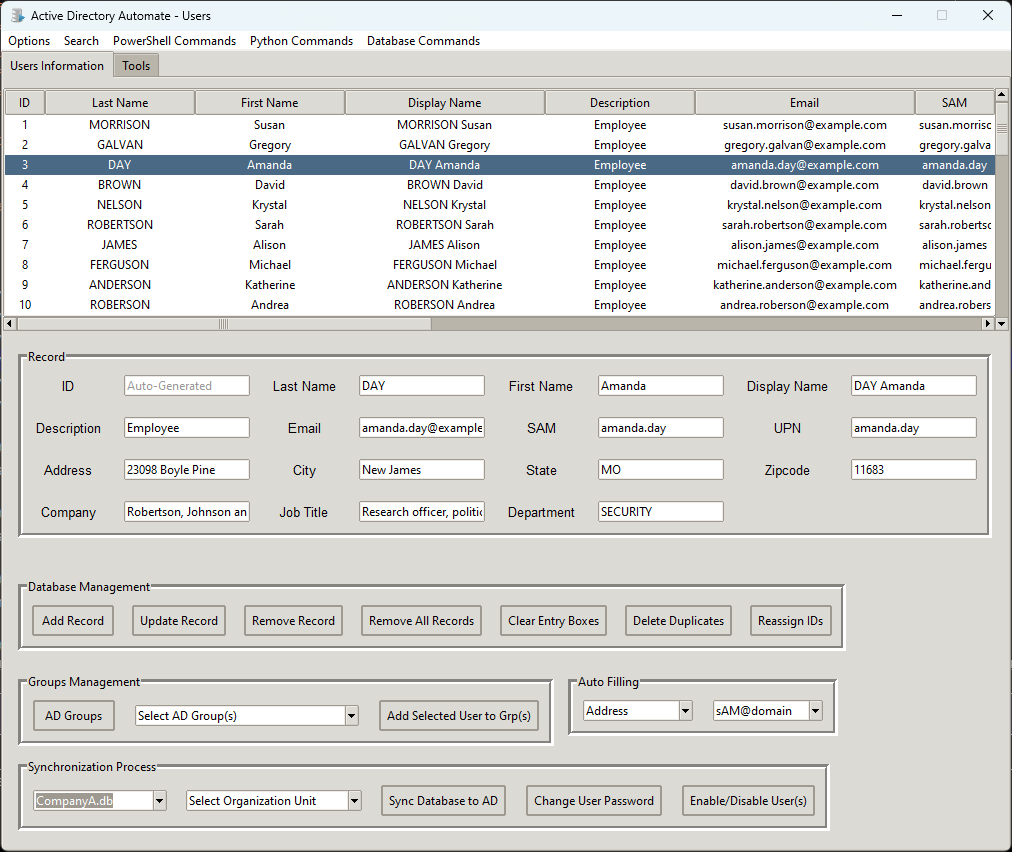 Active Directory Automate - Users
Options Search PowerShell Commands Python Commands Database Commands
Users Information Tools
ID Last Name First Name Display Name Description Email SAM
1 MORRISON Susan MORRISON Susan Employee susan.morrison@example.com susan.morrisc
2 GALVAN Gregory GALVAN Gregory Employee gregory.galvan@example.com gregory.galva
3 DAY Amanda DAY Amanda Employee amanda.day@example.com amanda.day
4 BROWN David BROWN David Employee david.brown@example.com david.brown
5 NELSON Krystal NELSON Krystal Employee krystal.nelson@example.com krystal.nelson
6 ROBERTSON Sarah ROBERTSON Sarah Employee sarah.robertson@example.com sarah.robertsc
7 JAMES Alison JAMES Alison Employee alison.james@example.com alison.james
8 FERGUSON Michael FERGUSON Michael Employee michael.ferguson@example.com michael.fergu
9 ANDERSON Katherine ANDERSON Katherine Employee katherine.anderson@example.com katherine.and
10 ROBERSON Andrea ROBERSON Andrea Employee andrea.roberson@example.com andrea.robers
Record
ID Auto-Generated Last Name DAY First Name Amanda Display Name DAY Amanda
Description Employee Email amanda.day@example SAM amanda.day UPN amanda.day
Address 23098 Boyle Pine City New James State MO Zipcode 11683
Company Robertson, Johnson an Job Title Research officer, politic Department SECURITY
Database Management
Add Record Update Record Remove Record Remove All Records Clear Entry Boxes Delete Duplicates Reassign IDs
Groups Management Auto Filling
AD Groups Select AD Group(s) Add Selected User to Grp(s) Address sAM@domain
Synchronization Process
CompanyA.db Select Organization Unit Sync Database to AD Change User Password Enable/Disable User(s)